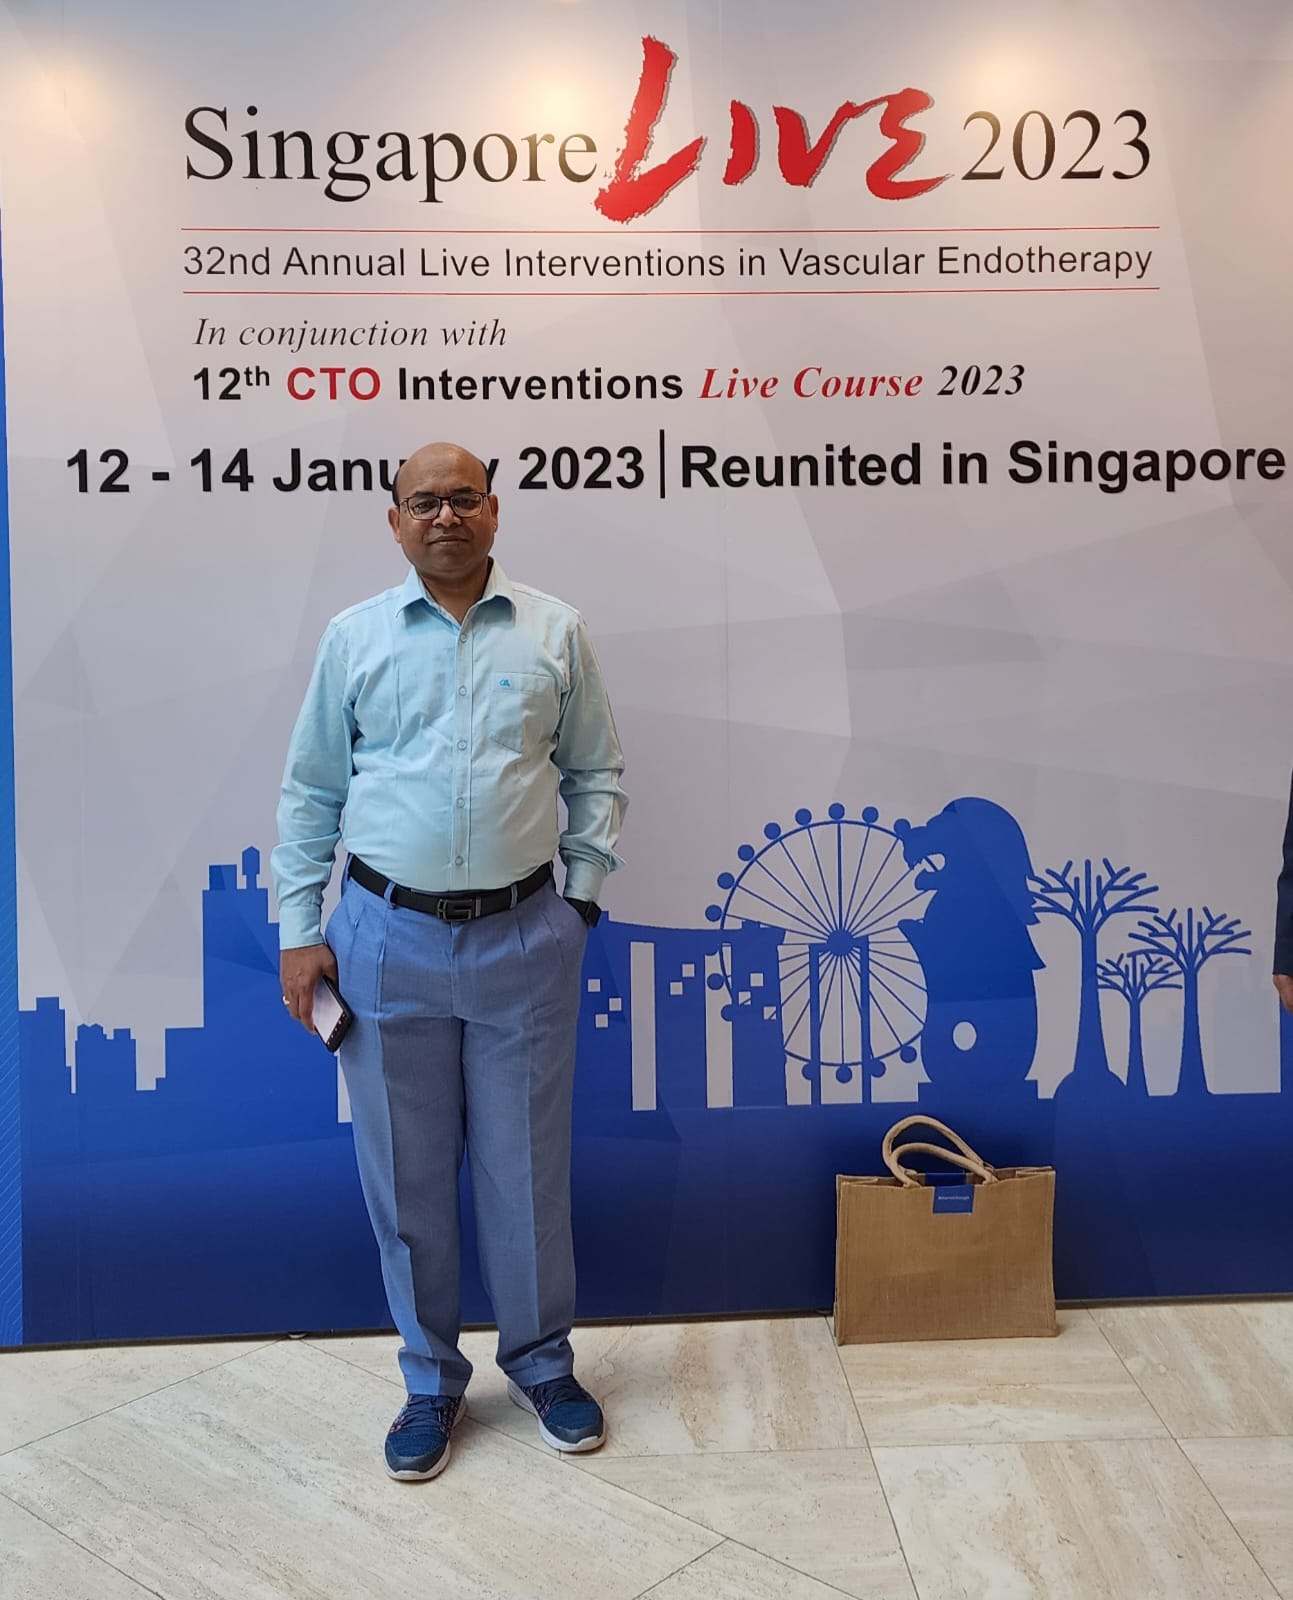 Singapore LIVE 2023
32nd Annual Live Interventions in Vascular Endotherapy
In conjunction with
12th CTO Interventions Live Course 2023
12 - 14 Janu y 2023 | Reunited in Singapore